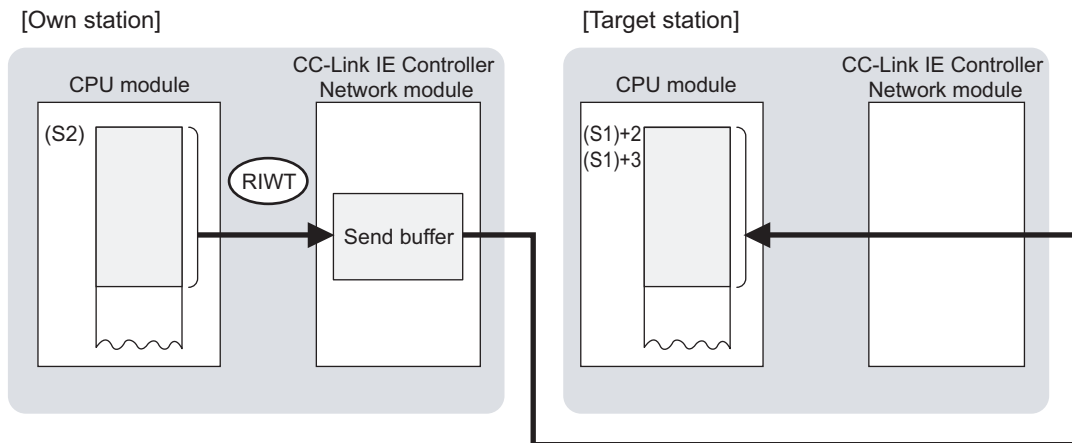 [Own station]
CPU module
(S2)
RIWT
CC-Link IE Controller
Network module
Send buffer
[Target station]
CPU module
(S1)+2
(S1)+3
CC-Link IE Controller
Network module